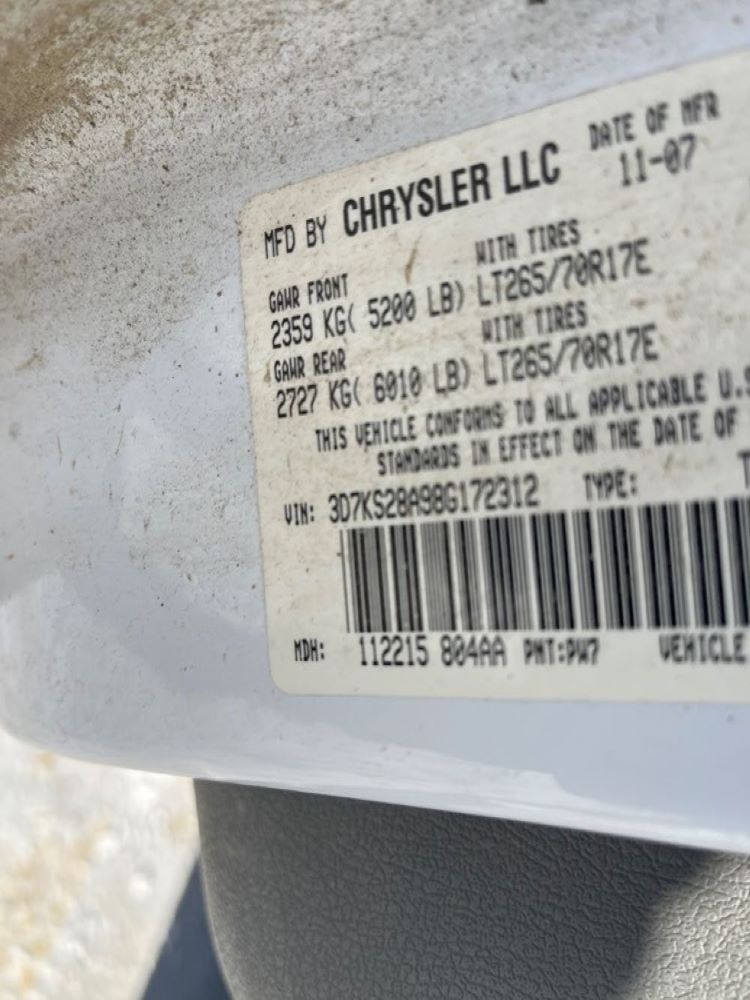 MFD BY CHRYSLER LLC
DATE OF MFR
11-07
GAWR FRONT WITH TIRES
2359 KG( 5200 LB) LT265/70R17E
GAWR REAR WITH TIRES
2727 KG( 6010 LB) LT265/70R17E
THIS VEHICLE CONFORMS TO ALL APPLICABLE U.S
STANDARDS IN EFFECT ON THE DATE OF
VIN: 3D7KS28A98G172312 TYPE: T
MDH: 112215 804AA PNT:PW7 VEHICLE